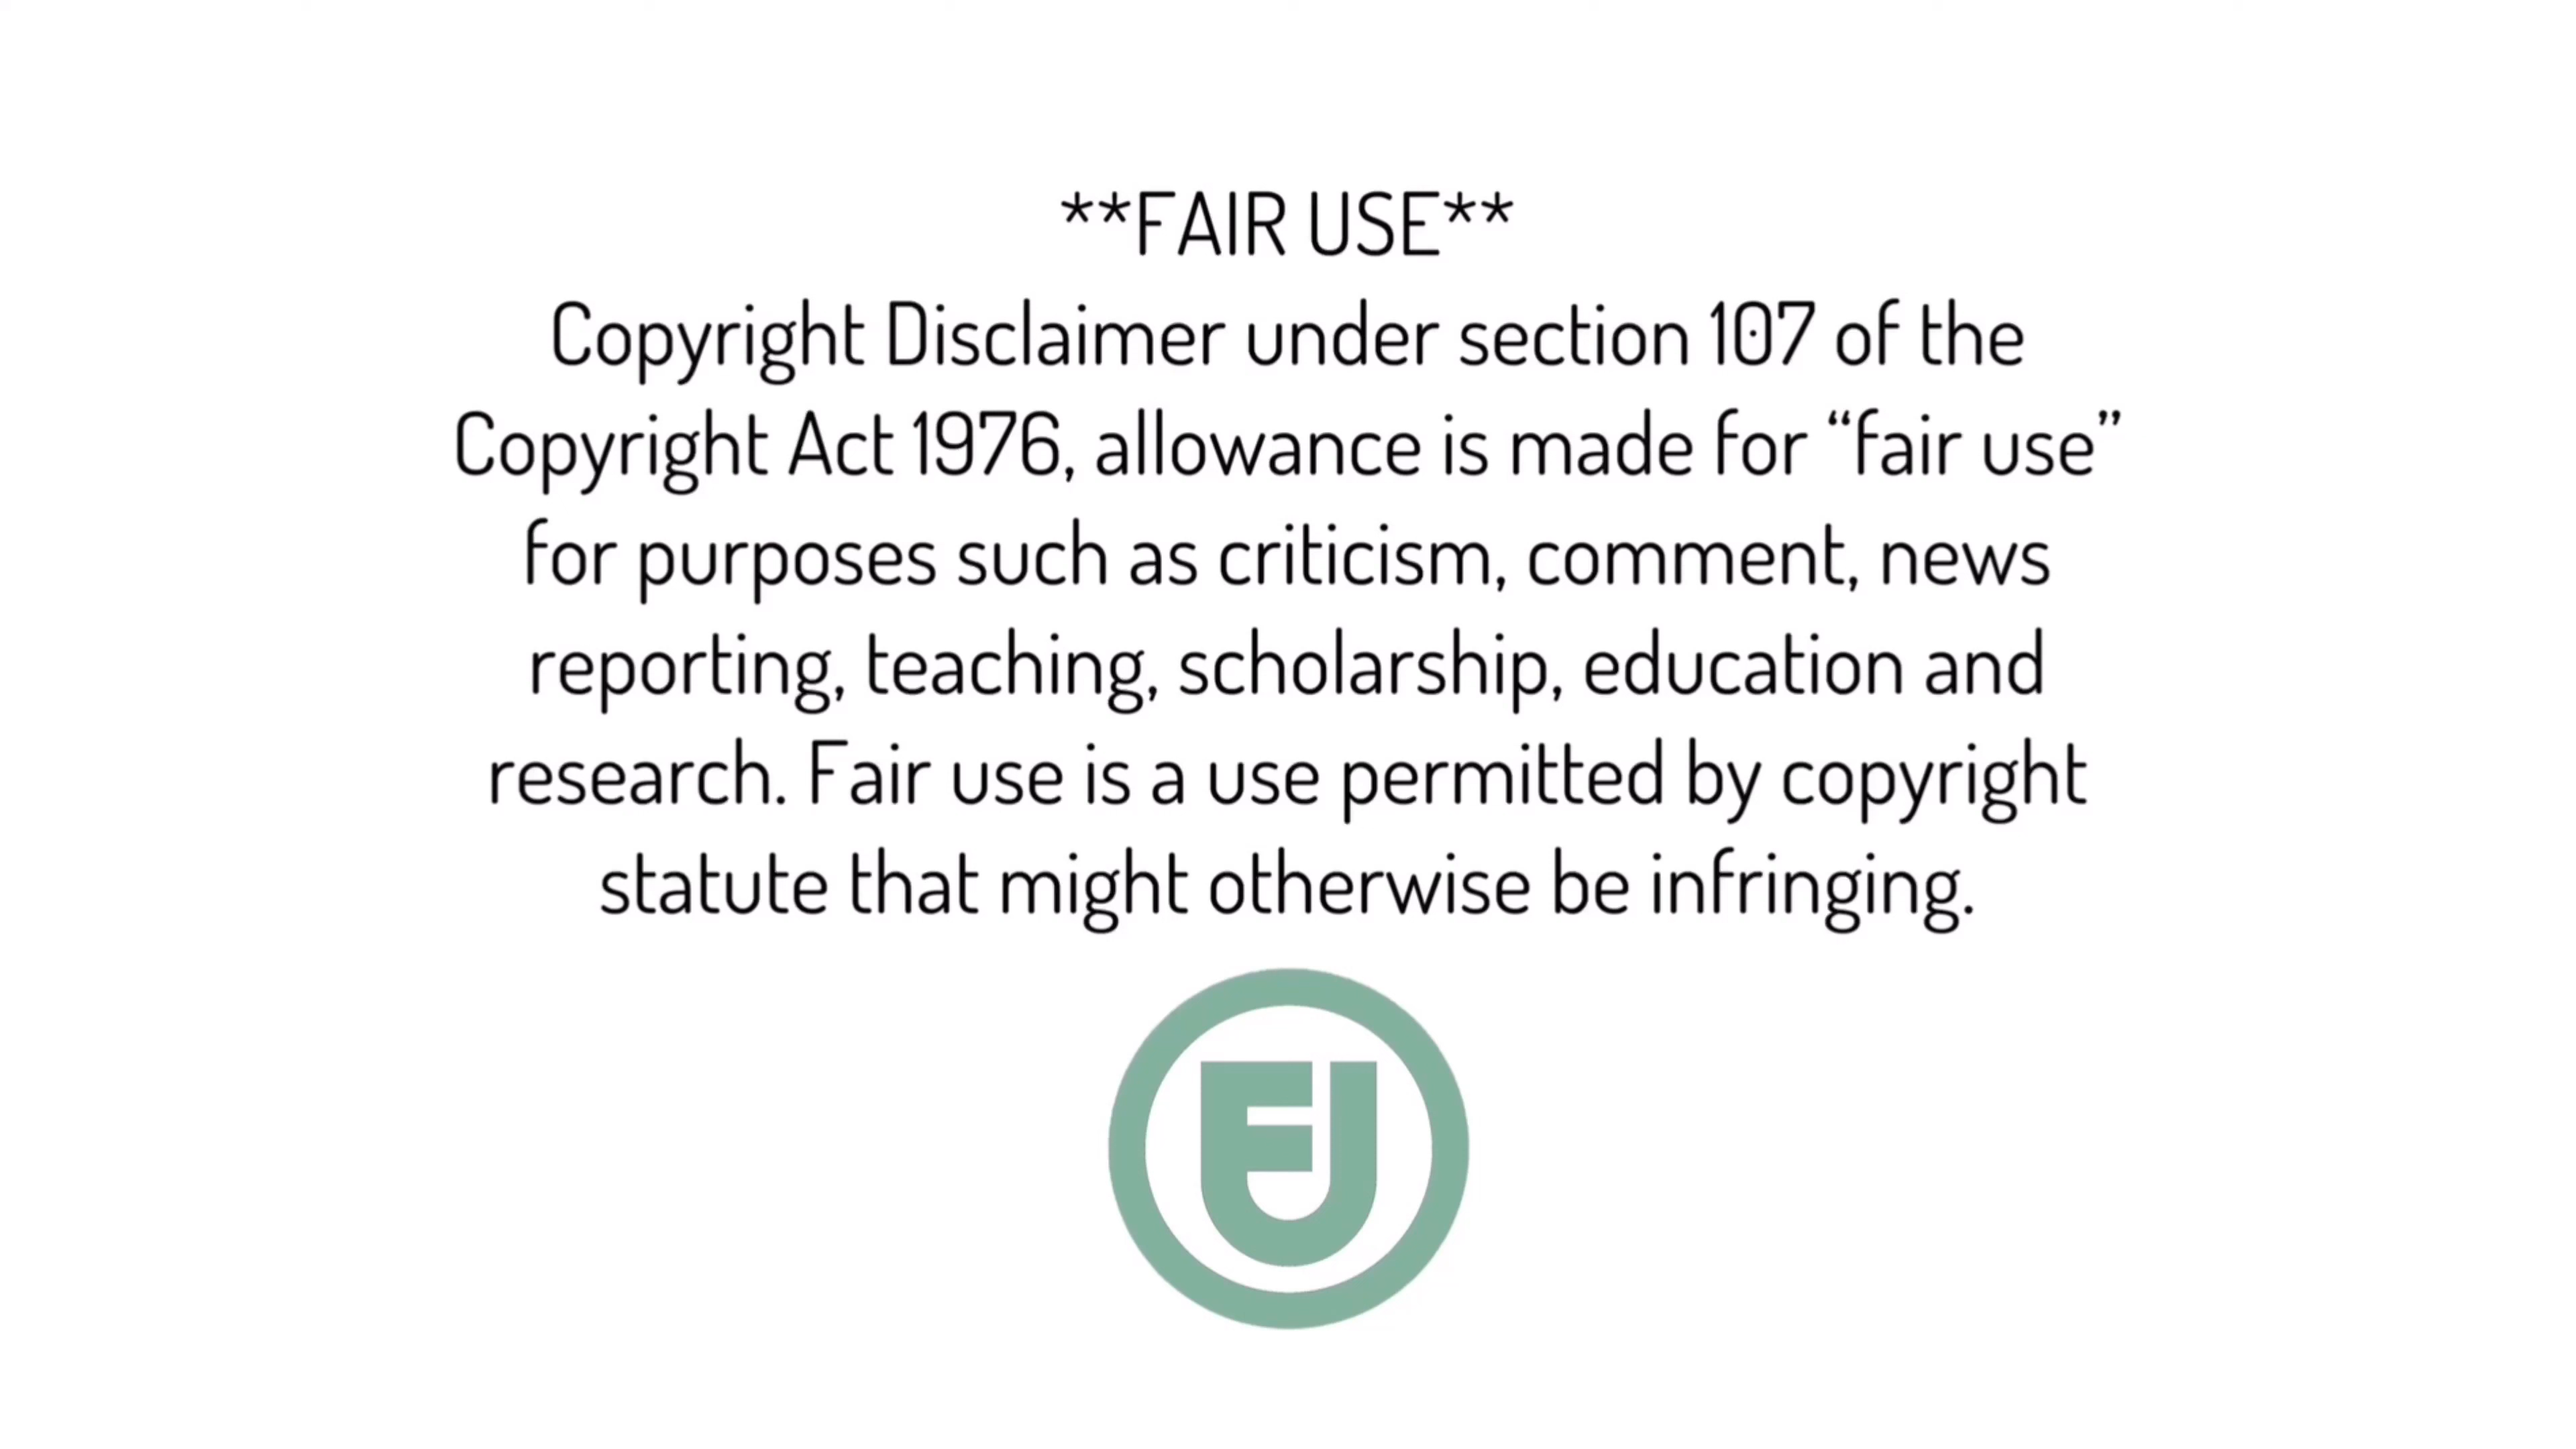 **FAIR USE**
Copyright Disclaimer under section 107 of the
Copyright Act 1976, allowance is made for “fair use”
for purposes such as criticism, comment, news
reporting, teaching, scholarship, education and
research. Fair use is a use permitted by copyright
statute that might otherwise be infringing.
FU